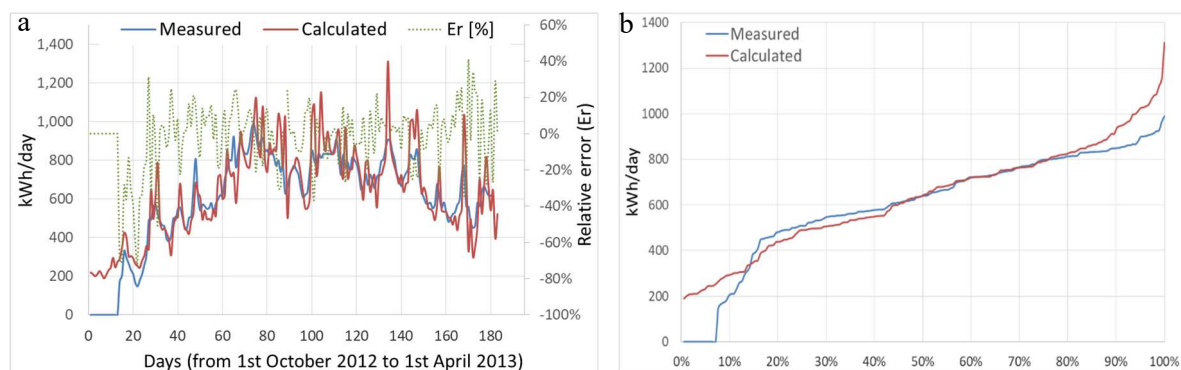 a
Measured Calculated Er [%]
1,400
1,200
1,000
800
600
400
200
0
kWh/day
60%
40%
20%
0%
-20%
-40%
-60%
-80%
-100%
Relative error (Er)
0 20 40 60 80 100 120 140 160 180
Days (from 1st October 2012 to 1st April 2013)
b
Measured
Calculated
1400
1200
1000
800
600
400
200
0
kWh/day
0% 10% 20% 30% 40% 50% 60% 70% 80% 90% 100%